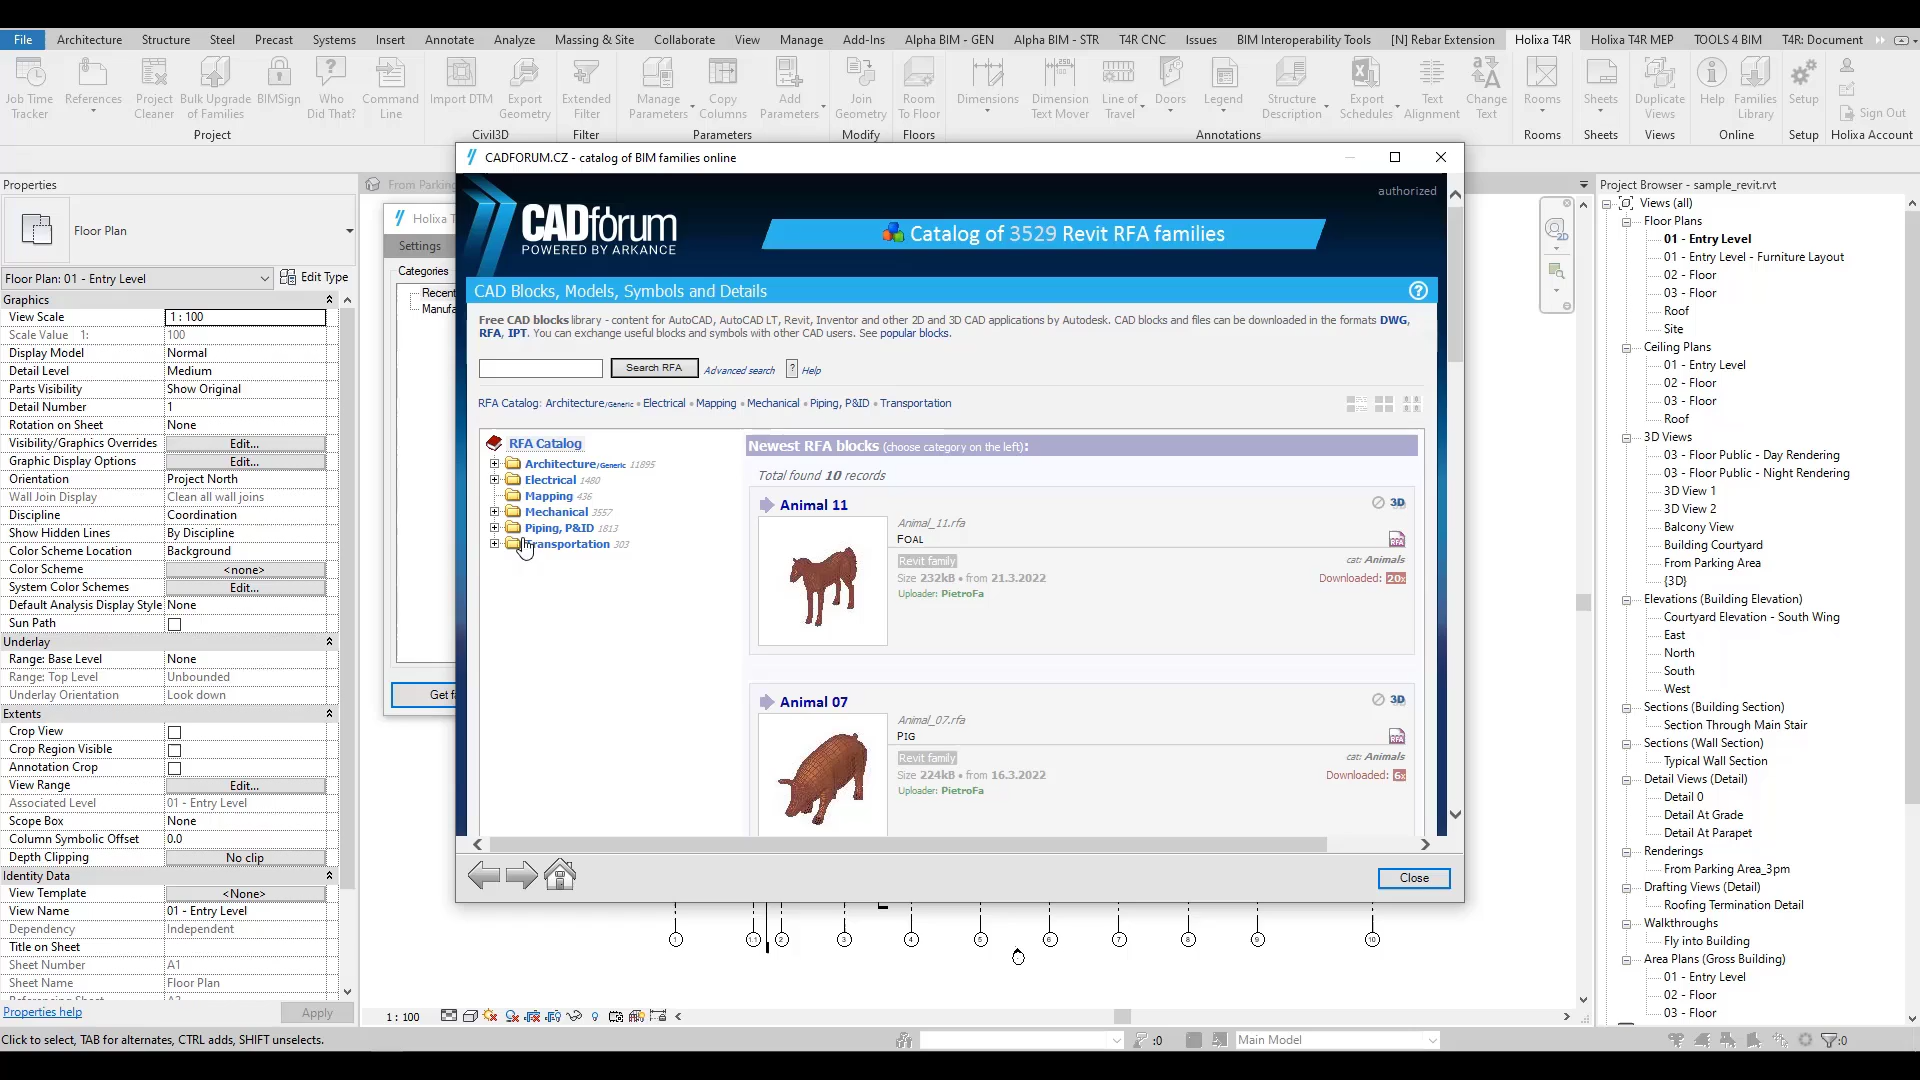 File Architecture Structure Steel Precast Systems Insert Annotate Analyze Massing & Site Collaborate View Manage Add-Ins Alpha BIM - GEN Alpha BIM - STR T4R CNC Issues BIM Interoperability Tools [N] Rebar Extension Holixa T4R Holixa T4R MEP TOOLS 4 BIM T4R: Document
Job Time Tracker References Project Cleaner Bulk Upgrade of Families BIMSign Who Did That? Command Line Import DTM Export Geometry Extended Filter Manage Parameters Copy Columns Add Parameters Join Geometry Room To Floor Dimensions Dimension Text Mover Line of Travel Doors Legend Structure Description Export Schedules Text Alignment Change Text Rooms Sheets Duplicate Views Help Families Library Setup Sign Out
Project Civil3D Filter Parameters Modify Floors Annotations Rooms Sheets Views Online Setup Holixa Account
Properties
Floor Plan
Floor Plan: 01 - Entry Level Edit Type
Graphics
View Scale 1 : 100
Scale Value 1: 100
Display Model Normal
Detail Level Medium
Parts Visibility Show Original
Detail Number 1
Rotation on Sheet None
Visibility/Graphics Overrides Edit...
Graphic Display Options Edit...
Orientation Project North
Wall Join Display Clean all wall joins
Discipline Coordination
Show Hidden Lines By Discipline
Color Scheme Location Background
Color Scheme <none>
System Color Schemes Edit...
Default Analysis Display Style None
Sun Path
Underlay
Range: Base Level None
Range: Top Level Unbounded
Underlay Orientation Look down
Extents
Crop View
Crop Region Visible
Annotation Crop
View Range Edit...
Associated Level 01 - Entry Level
Scope Box None
Column Symbolic Offset 0.0
Depth Clipping No clip
Identity Data
View Template <None>
View Name 01 - Entry Level
Dependency Independent
Title on Sheet
Sheet Number A1
Sheet Name Floor Plan
Properties help Apply
From Parking
Holixa T
Settings
Categories
Recent
Manufa
Get fa
CADFORUM.CZ - catalog of BIM families online
authorized
CADforum
POWERED BY ARKANCE
Catalog of 3529 Revit RFA families
CAD Blocks, Models, Symbols and Details
Free CAD blocks library - content for AutoCAD, AutoCAD LT, Revit, Inventor and other 2D and 3D CAD applications by Autodesk. CAD blocks and files can be downloaded in the formats DWG,
RFA, IPT. You can exchange useful blocks and symbols with other CAD users. See popular blocks.
Search RFA Advanced search ? Help
RFA Catalog: Architecture/Generic • Electrical • Mapping • Mechanical • Piping, P&ID • Transportation
RFA Catalog
Architecture/Generic 11895
Electrical 1480
Mapping 436
Mechanical 3557
Piping, P&ID 1813
Transportation 303
Newest RFA blocks (choose category on the left):
Total found 10 records
Animal 11 3D
Animal_11.rfa
FOAL RFA
Revit family cat: Animals
Size 232kB • from 21.3.2022 Downloaded: 20x
Uploader: PietroFa
Animal 07 3D
Animal_07.rfa
PIG RFA
Revit family cat: Animals
Size 224kB • from 16.3.2022 Downloaded: 6x
Uploader: PietroFa
Close
1 1.1 2 3 4 5 6 7 8 9 10
2D
Project Browser - sample_revit.rvt
Views (all)
Floor Plans
01 - Entry Level
01 - Entry Level - Furniture Layout
02 - Floor
03 - Floor
Roof
Site
Ceiling Plans
01 - Entry Level
02 - Floor
03 - Floor
Roof
3D Views
03 - Floor Public - Day Rendering
03 - Floor Public - Night Rendering
3D View 1
3D View 2
Balcony View
Building Courtyard
From Parking Area
{3D}
Elevations (Building Elevation)
Courtyard Elevation - South Wing
East
North
South
West
Sections (Building Section)
Section Through Main Stair
Sections (Wall Section)
Typical Wall Section
Detail Views (Detail)
Detail 0
Detail At Grade
Detail At Parapet
Renderings
From Parking Area_3pm
Drafting Views (Detail)
Roofing Termination Detail
Walkthroughs
Fly into Building
Area Plans (Gross Building)
01 - Entry Level
02 - Floor
03 - Floor
1 : 100
Click to select, TAB for alternates, CTRL adds, SHIFT unselects. :0 Main Model :0